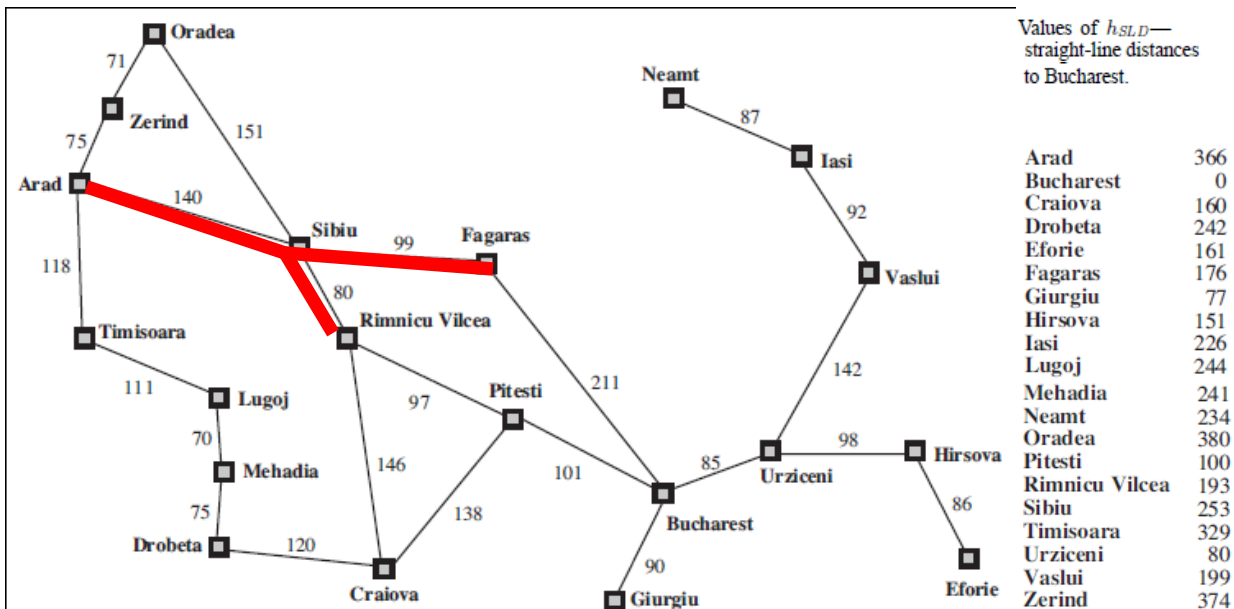 Oradea
71
Neamt
87
Zerind
151
75
Iasi
Arad
140
92
Sibiu
99
Fagaras
118
Vaslui
80
Rimnicu Vilcea
Timisoara
211
142
111
Lugoj
97
Pitesti
70
98
Hirsova
146
85
Mehadia
101
Urziceni
86
75
138
Bucharest
Drobeta
120
90
Craiova
Eforie
Giurgiu
Values of hSLD—
straight-line distances
to Bucharest.
Arad 366
Bucharest 0
Craiova 160
Drobeta 242
Eforie 161
Fagaras 176
Giurgiu 77
Hirsova 151
Iasi 226
Lugoj 244
Mehadia 241
Neamt 234
Oradea 380
Pitesti 100
Rimnicu Vilcea 193
Sibiu 253
Timisoara 329
Urziceni 80
Vaslui 199
Zerind 374